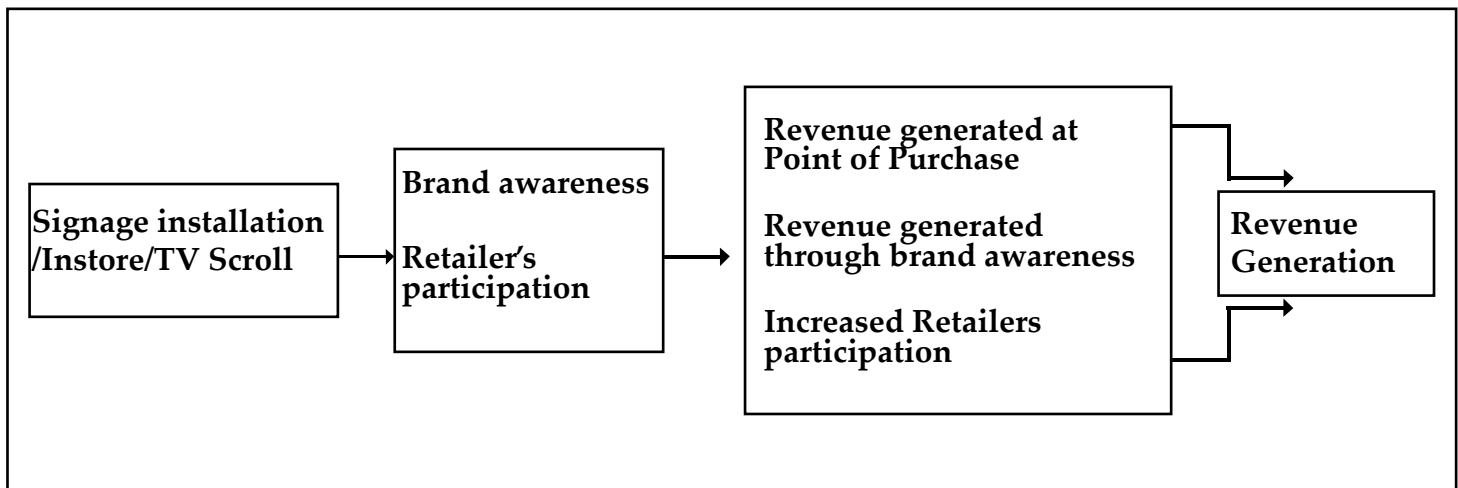 Signage installation
/Instore/TV Scroll
Brand awareness
Retailer’s
participation
Revenue generated at
Point of Purchase
Revenue generated
through brand awareness
Increased Retailers
participation
Revenue
Generation